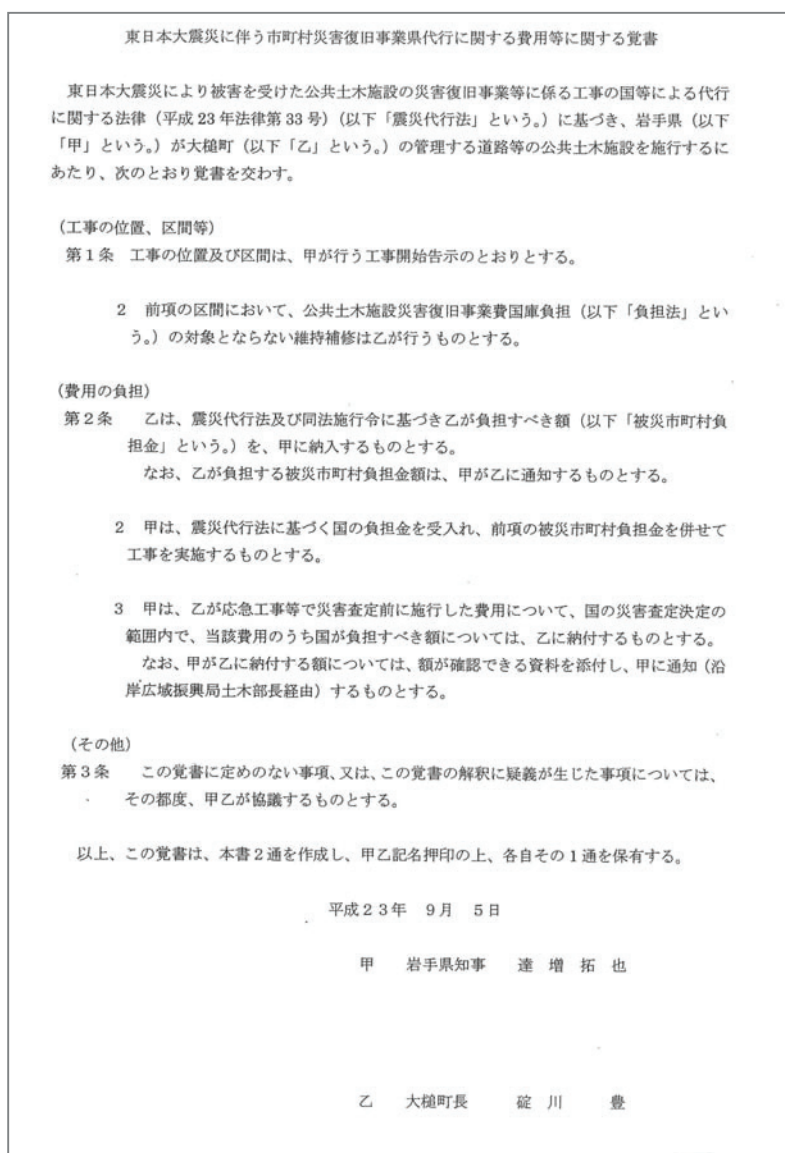 東日本大震災に伴う市町村災害復旧事業県代行に関する費用等に関する覚書
東日本大震災により被害を受けた公共土木施設の災害復旧事業等に係る工事の国等による代行
に関する法律（平成23年法律第33号）（以下「震災代行法」という。）に基づき、岩手県（以下
「甲」という。）が大槌町（以下「乙」という。）の管理する道路等の公共土木施設を施行するに
あたり、次のとおり覚書を交わす。
（工事の位置、区間等）
第１条　工事の位置及び区間は、甲が行う工事開始告示のとおりとする。
２　前項の区間において、公共土木施設災害復旧事業費国庫負担（以下「負担法」とい
う。）の対象とならない維持補修は乙が行うものとする。
（費用の負担）
第２条　乙は、震災代行法及び同法施行令に基づき乙が負担すべき額（以下「被災市町村負
担金」という。）を、甲に納入するものとする。
なお、乙が負担する被災市町村負担金額は、甲が乙に通知するものとする。
２　甲は、震災代行法に基づく国の負担金を受入れ、前項の被災市町村負担金を併せて
工事を実施するものとする。
３　甲は、乙が応急工事等で災害査定前に施行した費用について、国の災害査定決定の
範囲内で、当該費用のうち国が負担すべき額については、乙に納付するものとする。
なお、甲が乙に納付する額については、額が確認できる資料を添付し、甲に通知（沿
岸広域振興局土木部長経由）するものとする。
（その他）
第３条　この覚書に定めのない事項、又は、この覚書の解釈に疑義が生じた事項については、
その都度、甲乙が協議するものとする。
以上、この覚書は、本書２通を作成し、甲乙記名押印の上、各自その１通を保有する。
平成２３年　９月　５日
甲　岩手県知事　達　増　拓　也
乙　大槌町長　碇　川　豊